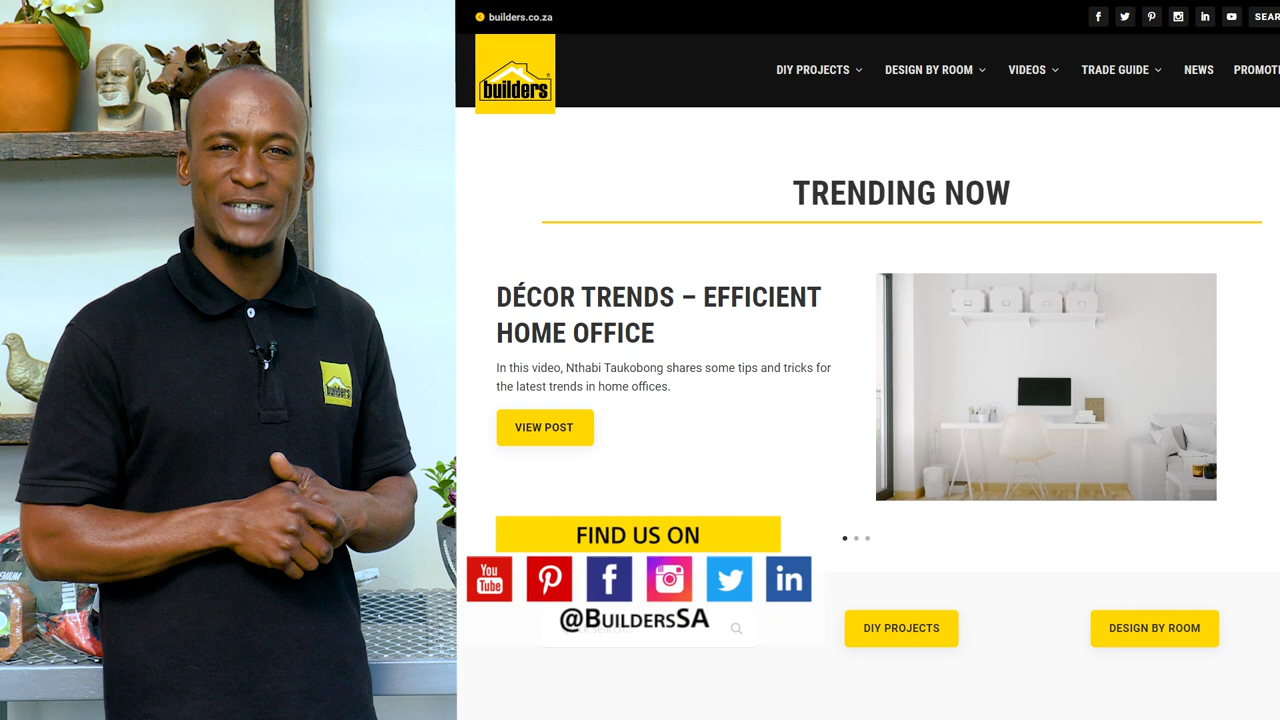 builders.co.za
SEAR
builders
DIY PROJECTS
DESIGN BY ROOM
VIDEOS
TRADE GUIDE
NEWS
PROMOTI
TRENDING NOW
DÉCOR TRENDS – EFFICIENT
HOME OFFICE
In this video, Nthabi Taukobong shares some tips and tricks for
the latest trends in home offices.
VIEW POST
builders
FIND US ON
You
Tube
@BUILDERSSA
DIY PROJECTS
DESIGN BY ROOM